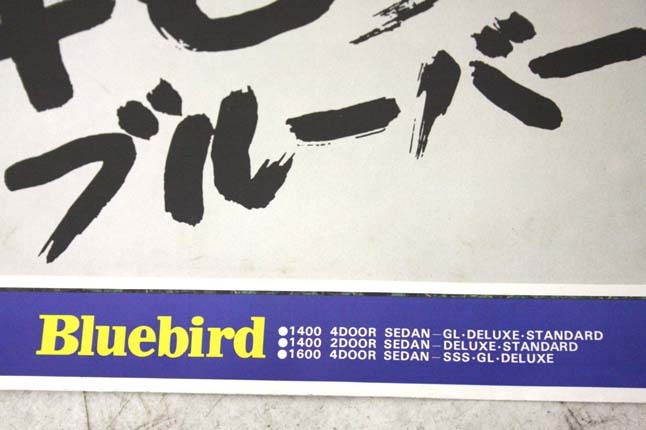 ブルーバー
Bluebird
●1400 4DOOR SEDAN—GL·DELUXE·STANDARD
●1400 2DOOR SEDAN—DELUXE·STANDARD
●1600 4DOOR SEDAN—SSS·GL·DELUXE